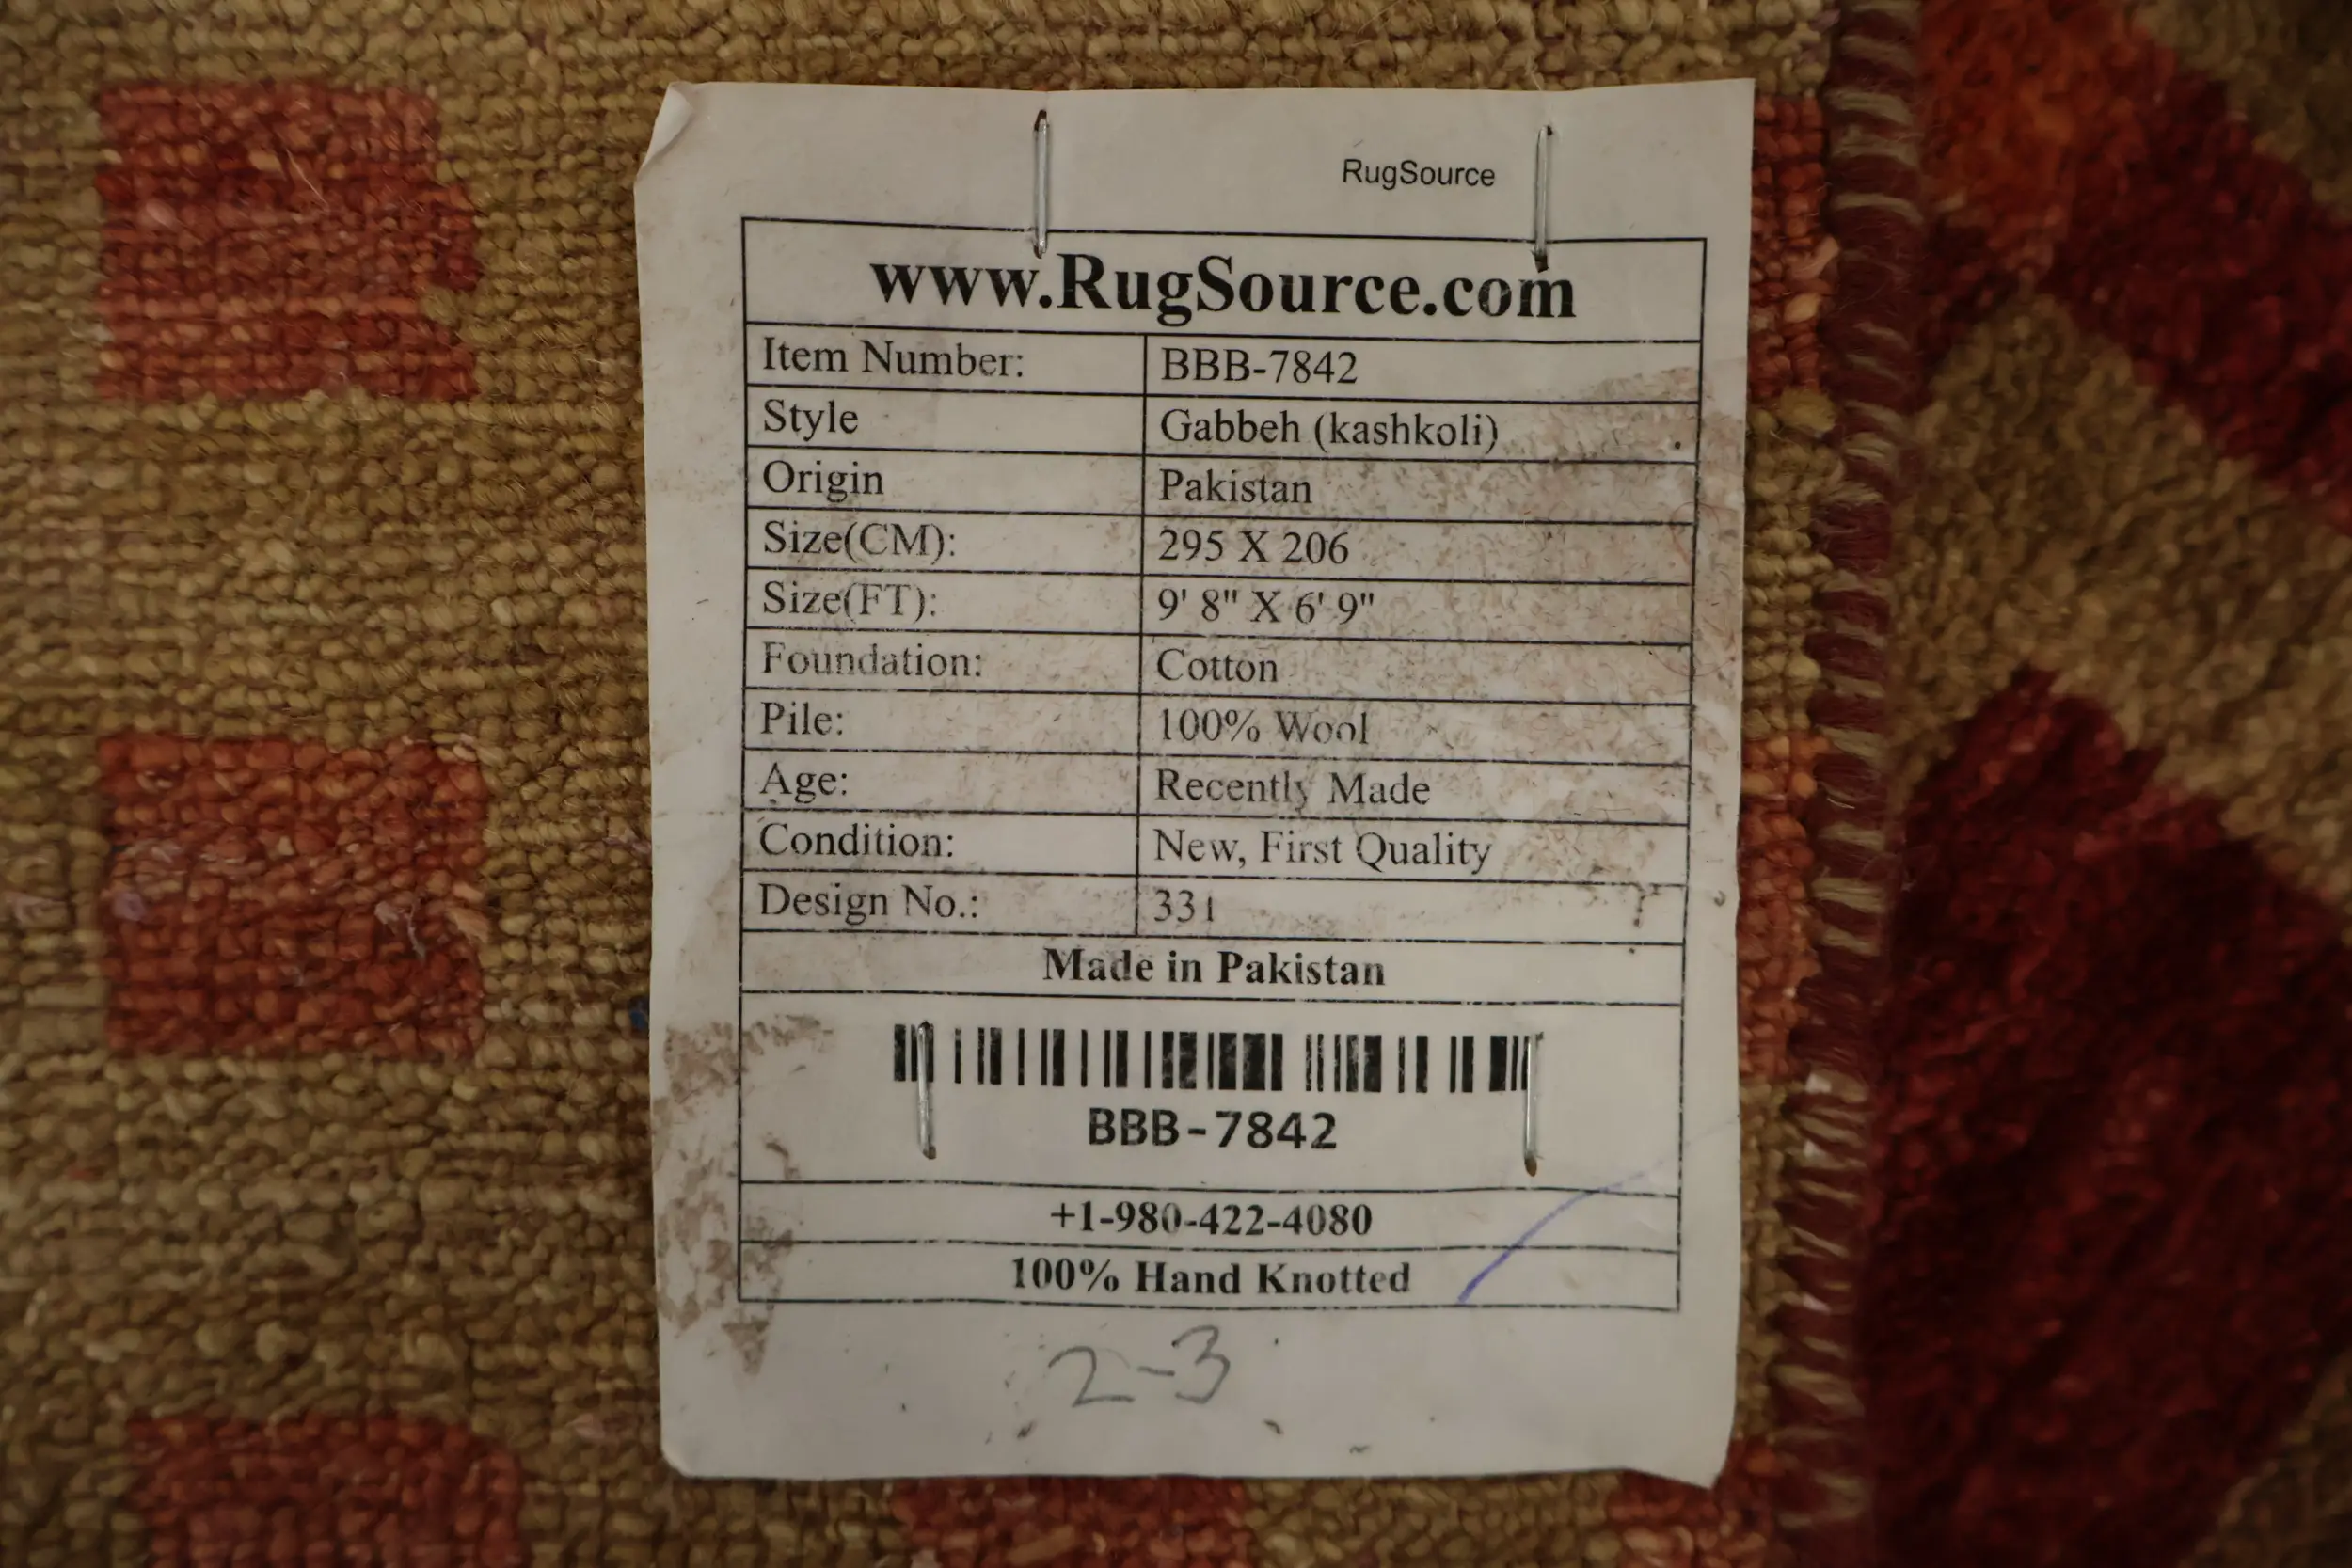 RugSource
www.RugSource.com
Item Number: BBB-7842
Style Gabbeh (kashkoli)
Origin Pakistan
Size(CM): 295 X 206
Size(FT): 9' 8" X 6' 9"
Foundation: Cotton
Pile: 100% Wool
Age: Recently Made
Condition: New, First Quality
Design No.: 331
Made in Pakistan
BBB-7842
+1-980-422-4080
100% Hand Knotted
2-3